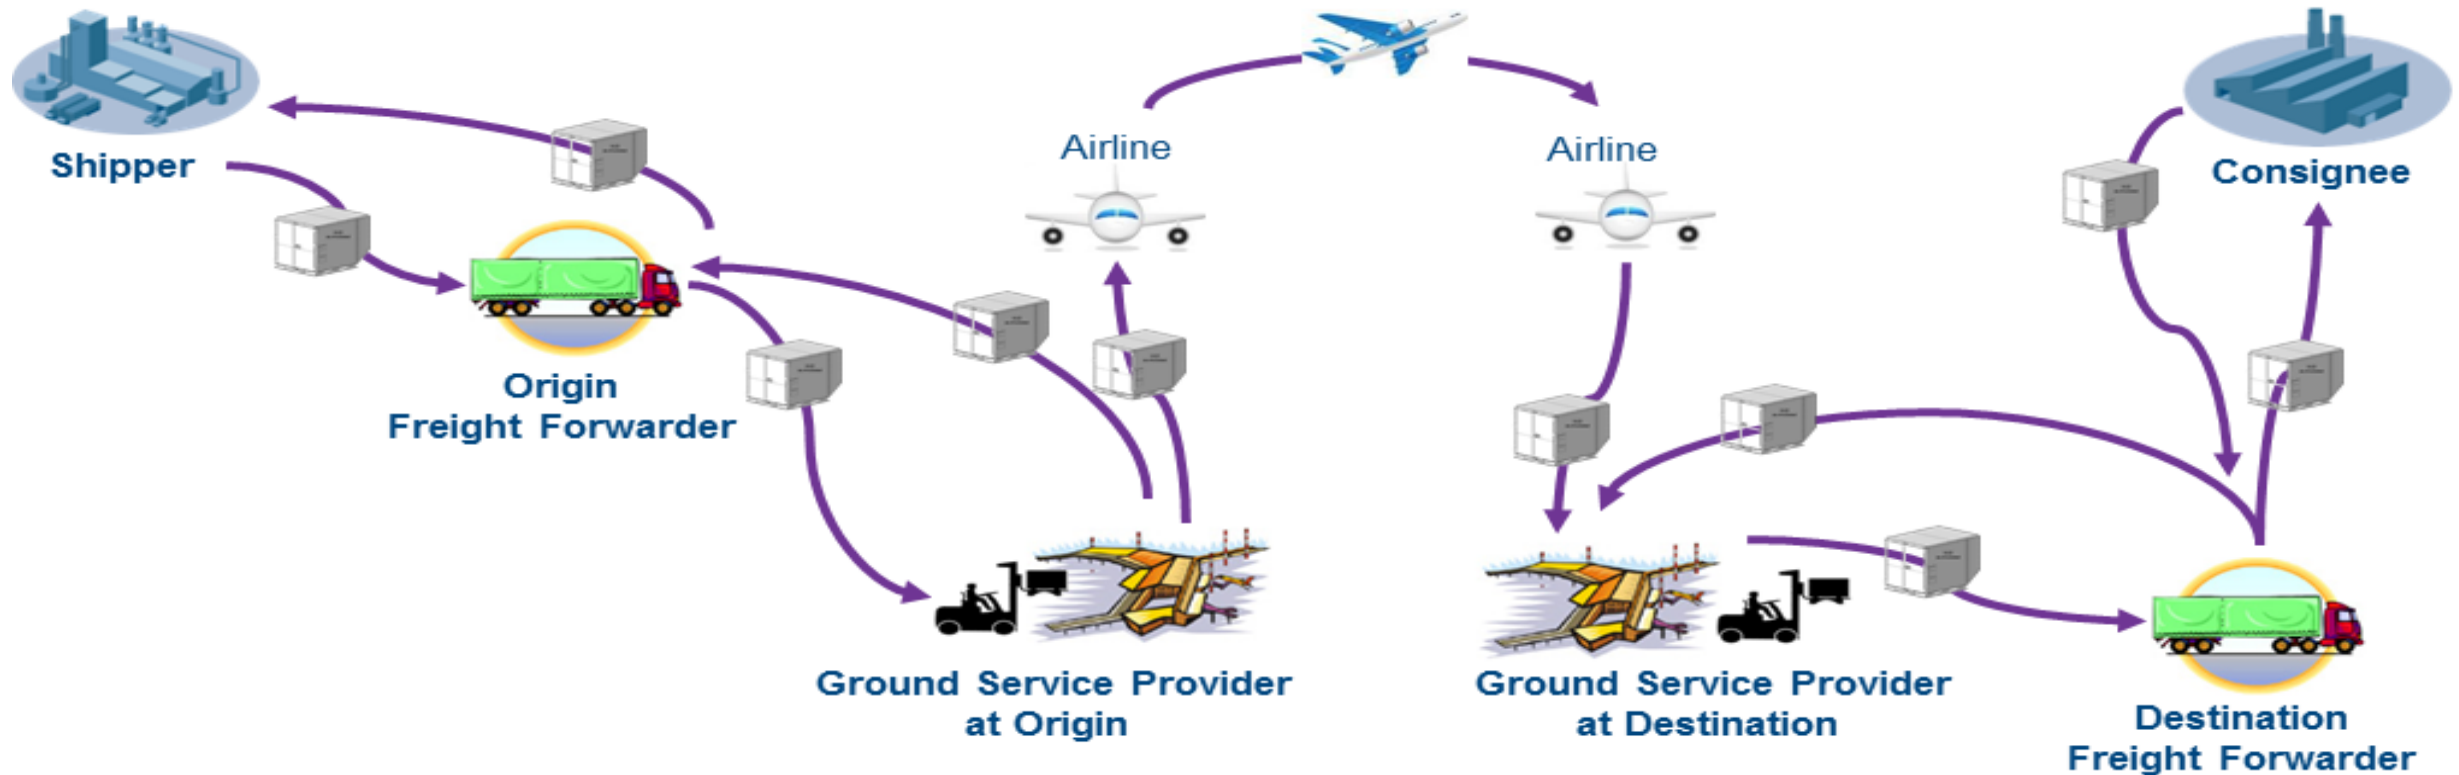 Shipper
Airline
Airline
Consignee
Origin
Freight Forwarder
Ground Service Provider
at Origin
Ground Service Provider
at Destination
Destination
Freight Forwarder